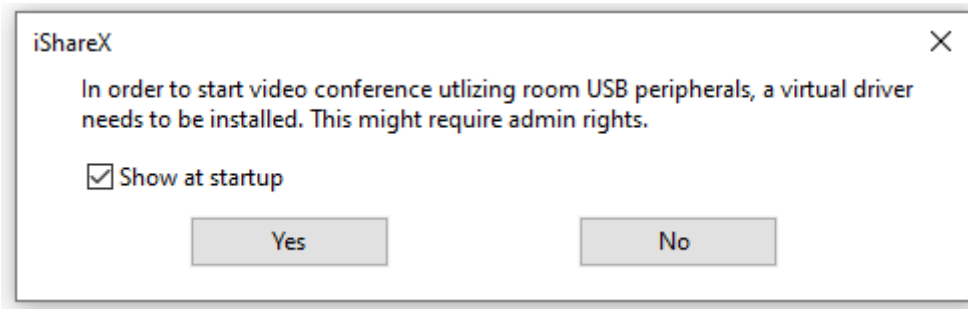 iShareX
In order to start video conference utlizing room USB peripherals, a virtual driver
needs to be installed. This might require admin rights.
Show at startup
Yes
No